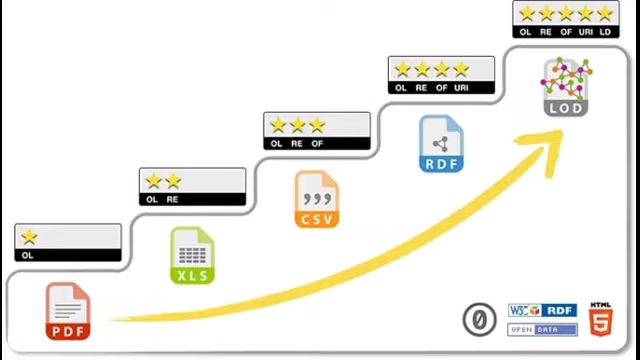 OL RE OF URI LD
OL RE OF URI
LOD
OL RE OF
RDF
OL RE
,,, 
CSV
OL
XLS
PDF
0
W3C RDF
OPEN DATA
HTML
5